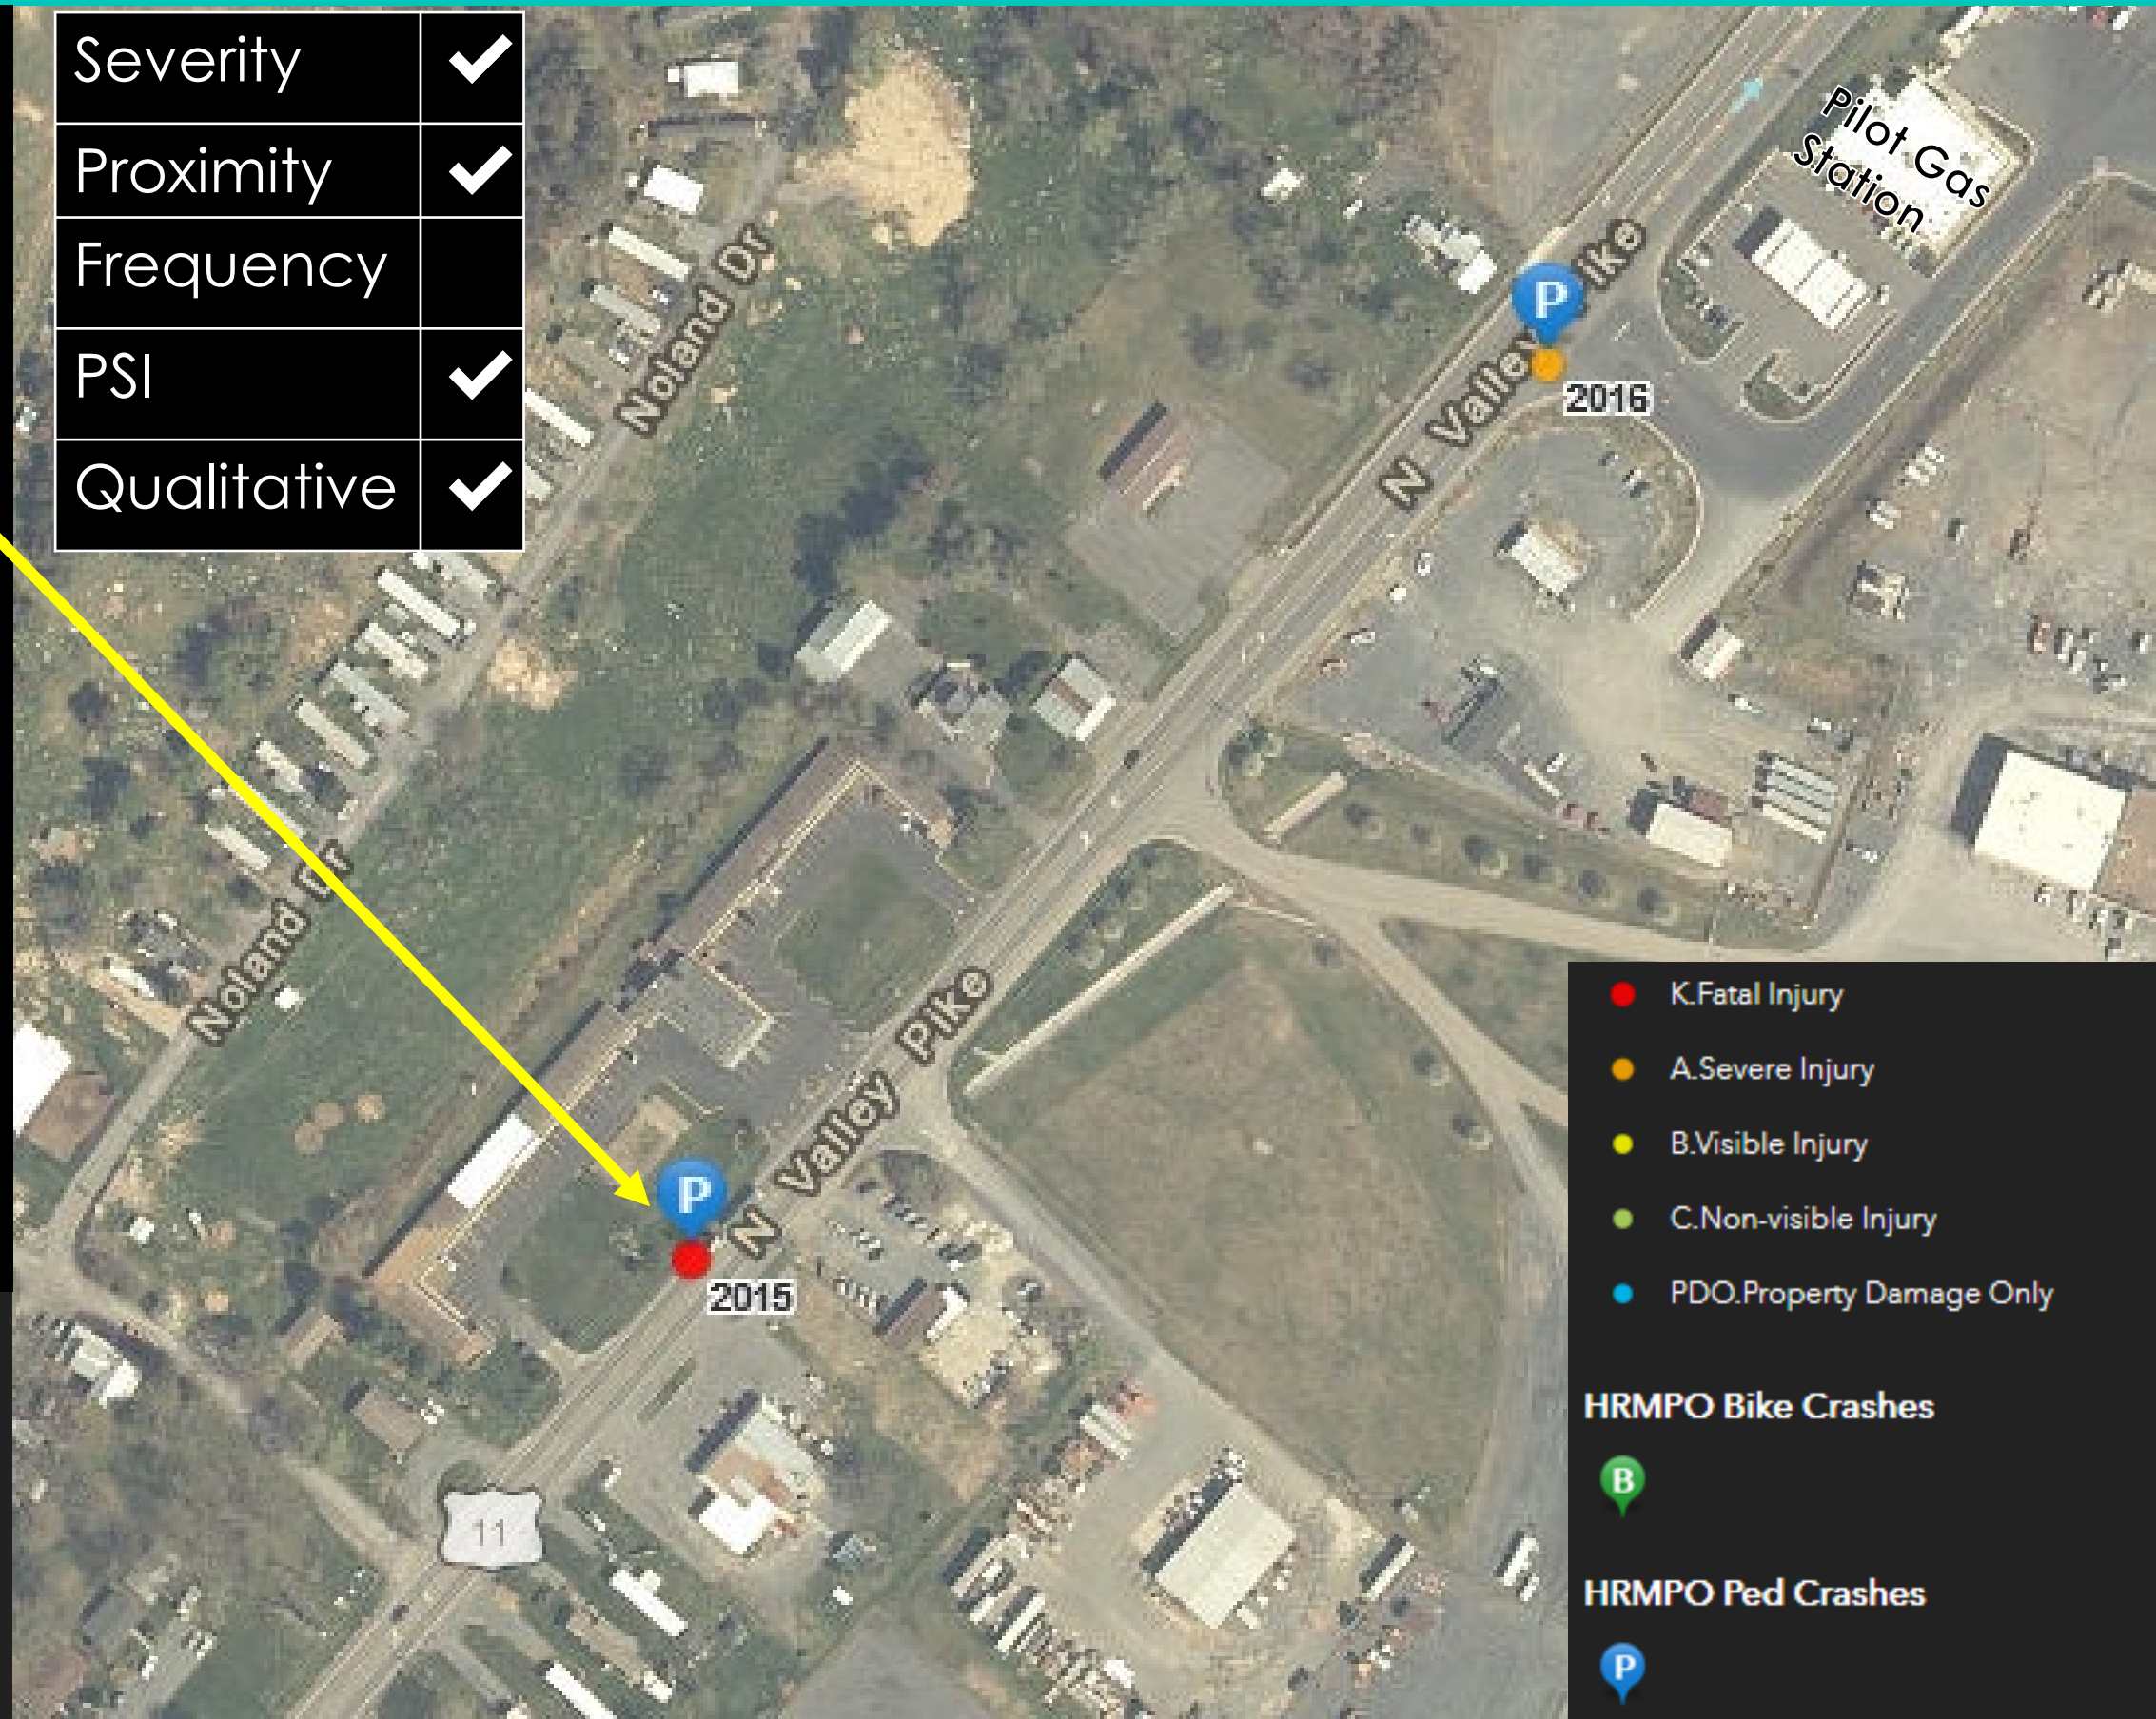 Severity ✔
Proximity ✔
Frequency
PSI ✔
Qualitative ✔
Pilot Gas
Station
Noland Dr
N Valley
ike
2016
Noland Dr
N Valley Pike
2015
11
K.Fatal Injury
A.Severe Injury
B.Visible Injury
C.Non-visible Injury
PDO.Property Damage Only
HRMPO Bike Crashes
B
HRMPO Ped Crashes
P
P
P